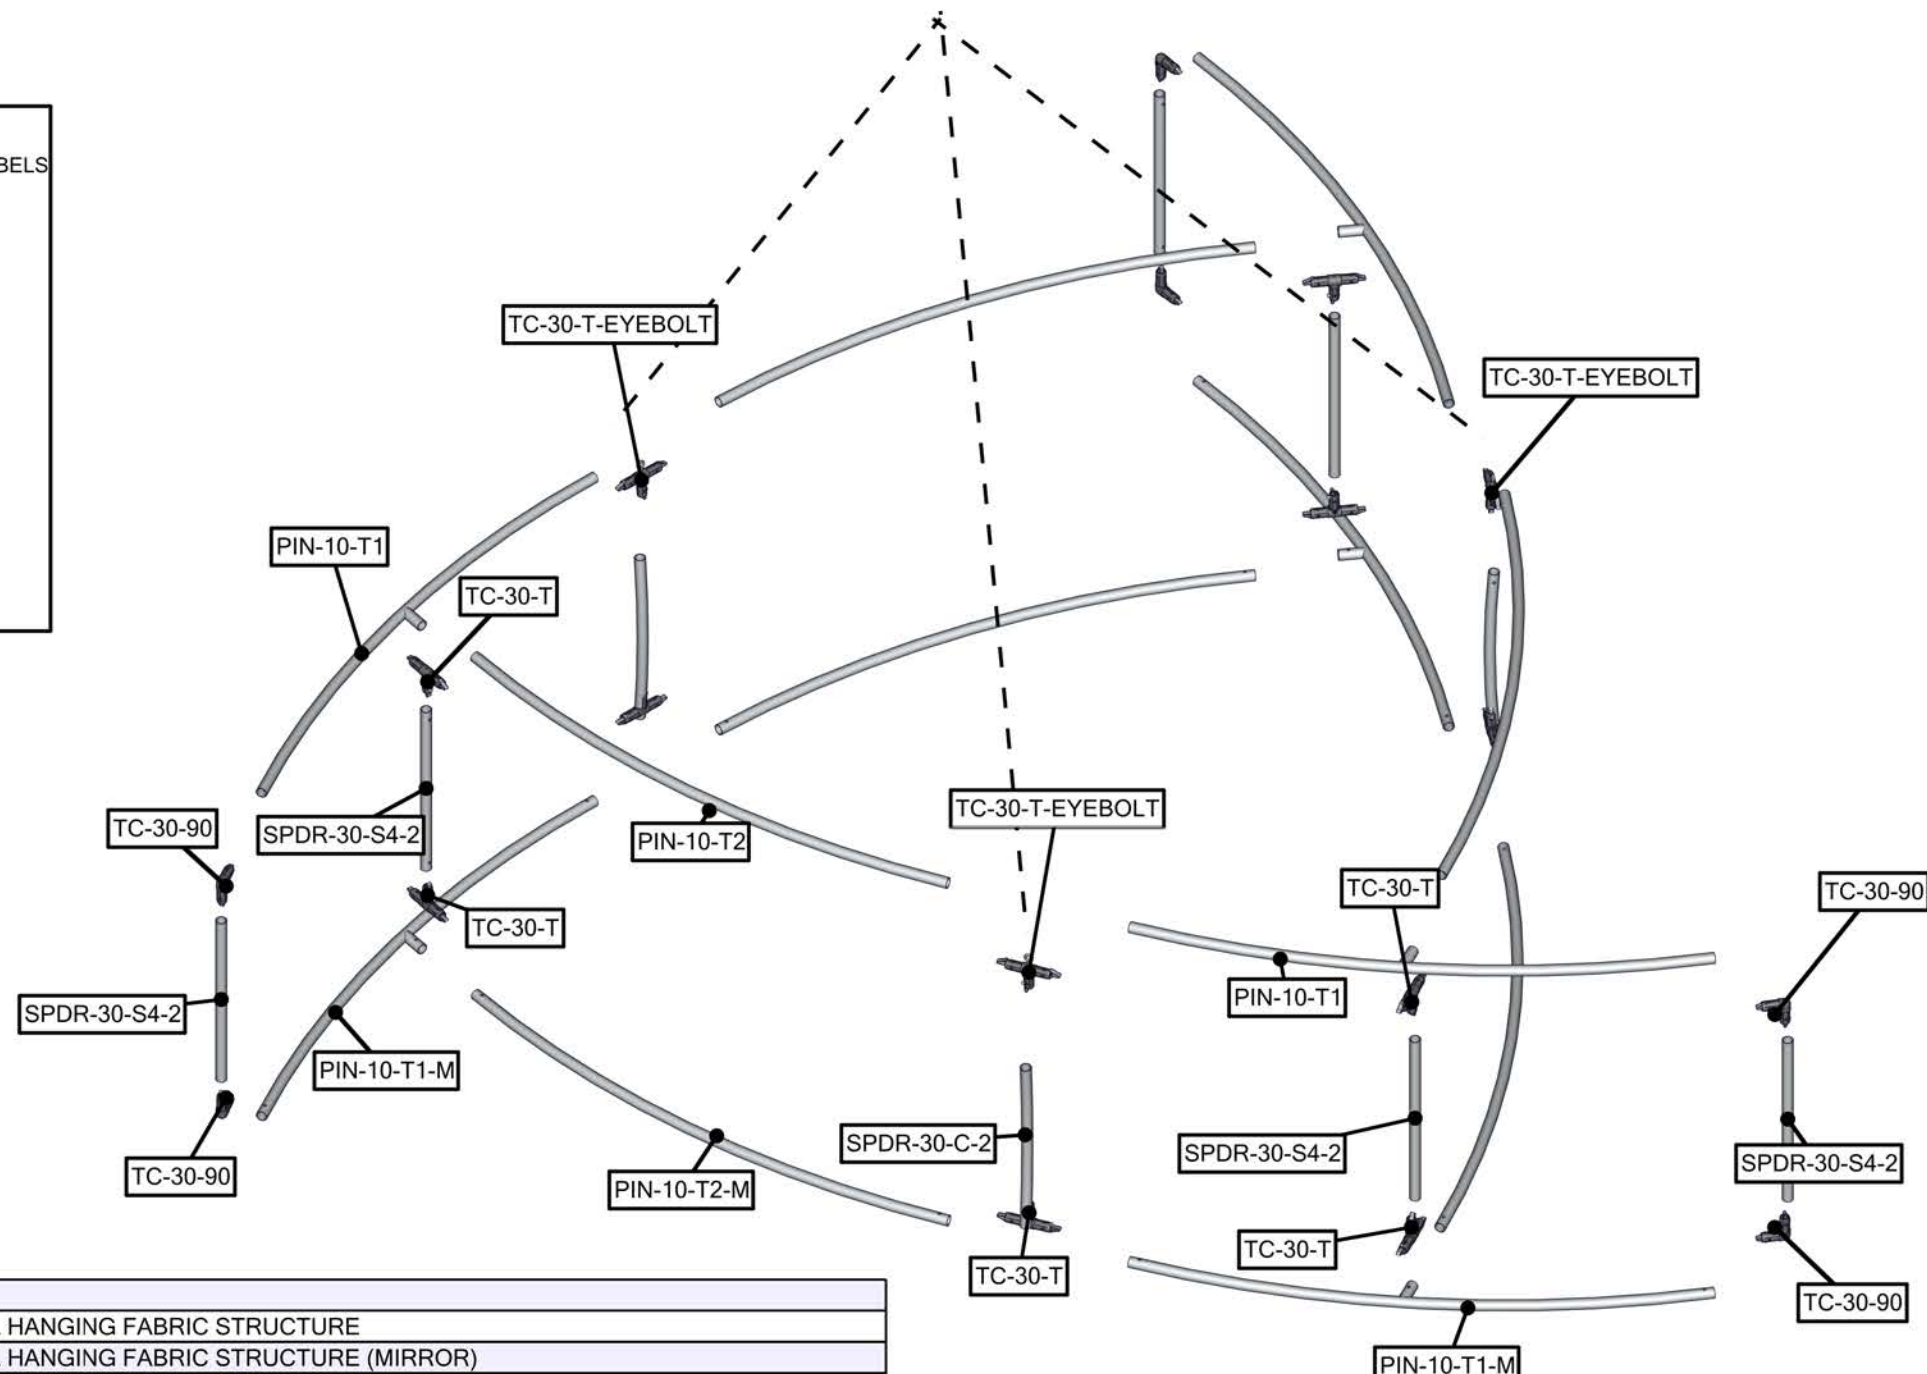 BELS
TC-30-T-EYEBOLT
TC-30-T-EYEBOLT
PIN-10-T1
TC-30-T
TC-30-T-EYEBOLT
TC-30-90
SPDR-30-S4-2
PIN-10-T2
TC-30-T
TC-30-90
TC-30-T
SPDR-30-S4-2
PIN-10-T1
PIN-10-T1-M
SPDR-30-C-2
SPDR-30-S4-2
SPDR-30-S4-2
TC-30-90
PIN-10-T2-M
TC-30-T
TC-30-T
TC-30-90
HANGING FABRIC STRUCTURE
HANGING FABRIC STRUCTURE (MIRROR)
PIN-10-T1-M